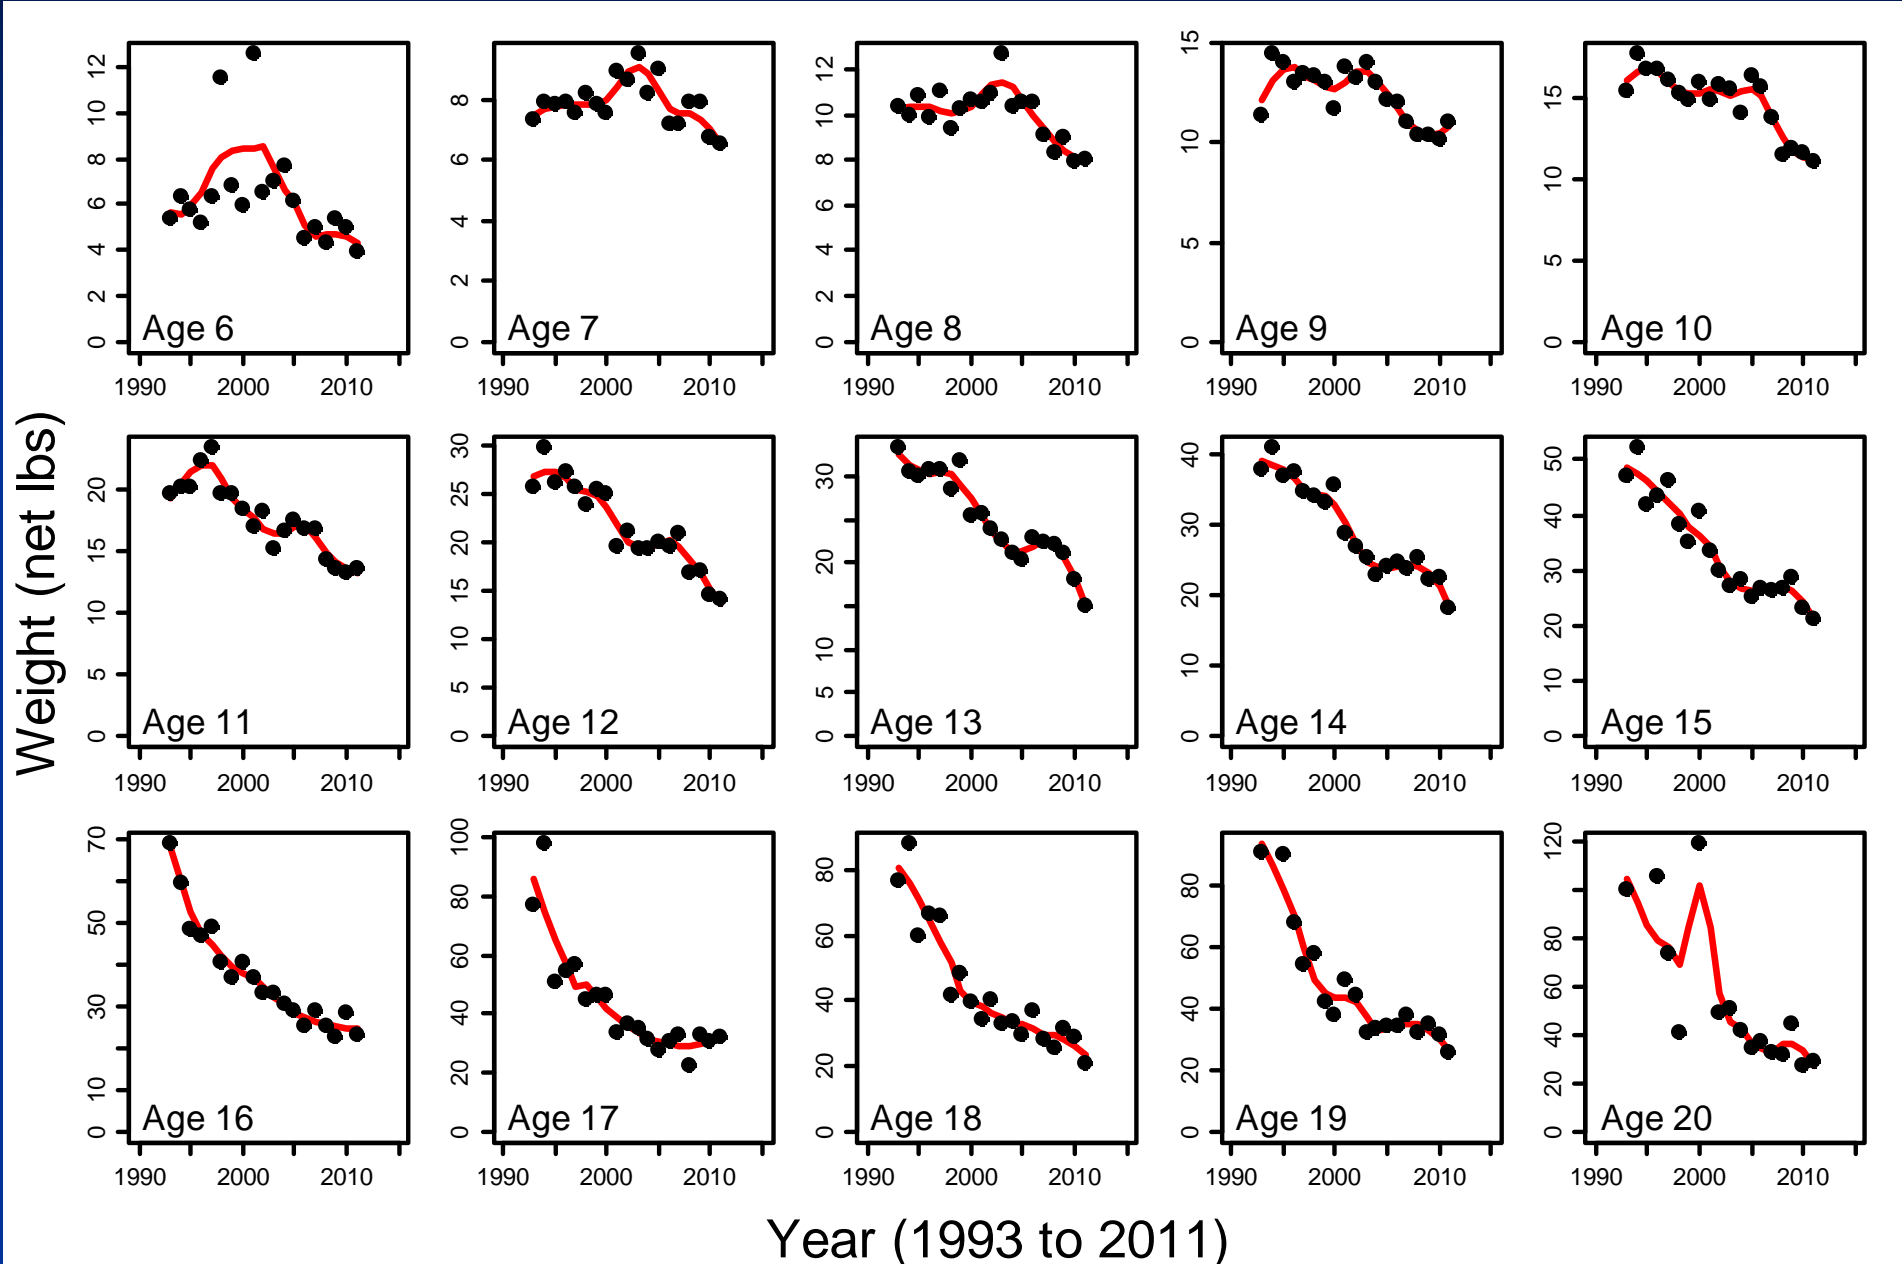 12
10
8
6
4
2
0
Age 6
1990 2000 2010
8
6
4
2
0
Age 7
1990 2000 2010
12
10
8
6
4
2
0
Age 8
1990 2000 2010
15
10
5
0
Age 9
1990 2000 2010
15
10
5
0
Age 10
1990 2000 2010
Weight (net lbs)
20
15
10
5
0
Age 11
1990 2000 2010
30
25
20
15
10
5
0
Age 12
1990 2000 2010
30
20
10
5
0
Age 13
1990 2000 2010
40
30
20
10
0
Age 14
1990 2000 2010
50
40
30
20
10
0
Age 15
1990 2000 2010
70
50
30
10
0
Age 16
1990 2000 2010
100
80
60
40
20
0
Age 17
1990 2000 2010
80
60
40
20
0
Age 18
1990 2000 2010
80
60
40
20
0
Age 19
1990 2000 2010
120
80
60
40
20
0
Age 20
1990 2000 2010
Year (1993 to 2011)